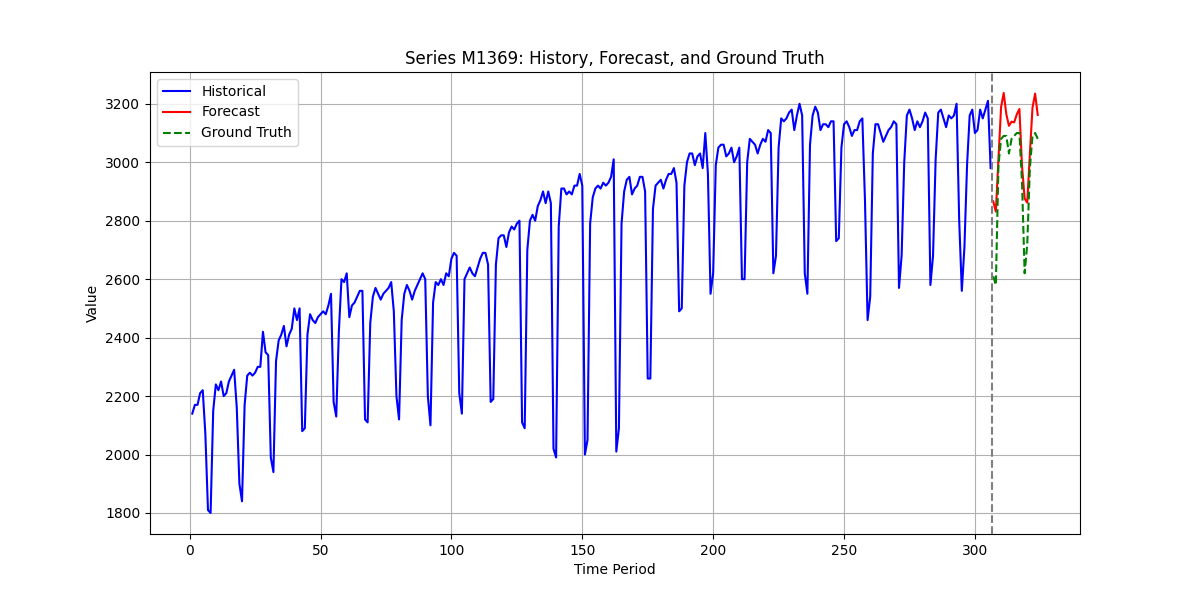 Series M1369: History, Forecast, and Ground Truth
Historical
Forecast
Ground Truth
Value
3200
3000
2800
2600
2400
2200
2000
1800
0 50 100 150 200 250 300
Time Period